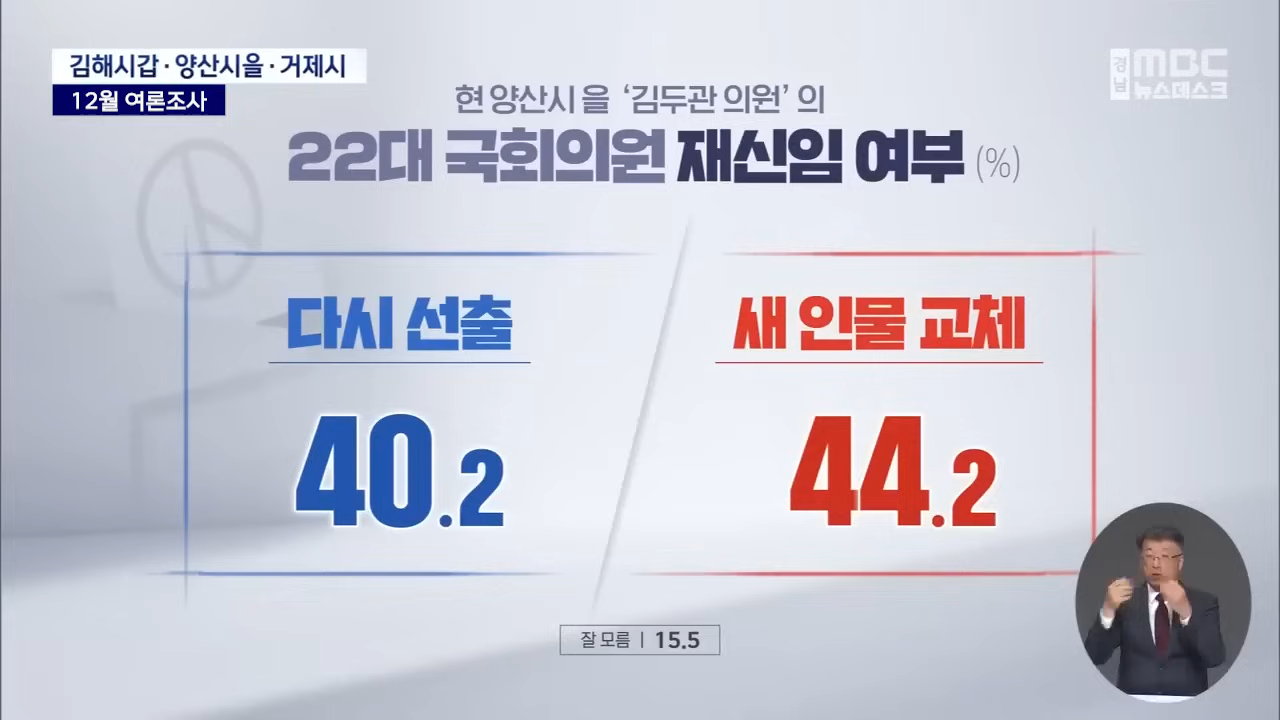 김해시갑·양산시을·거제시
12월 여론조사
경남 MBC
뉴스데스크
현 양산시 을 ‘김두관 의원’ 의
22대 국회의원 재신임 여부 (%)
다시 선출
새 인물 교체
40.2
44.2
잘 모름 | 15.5